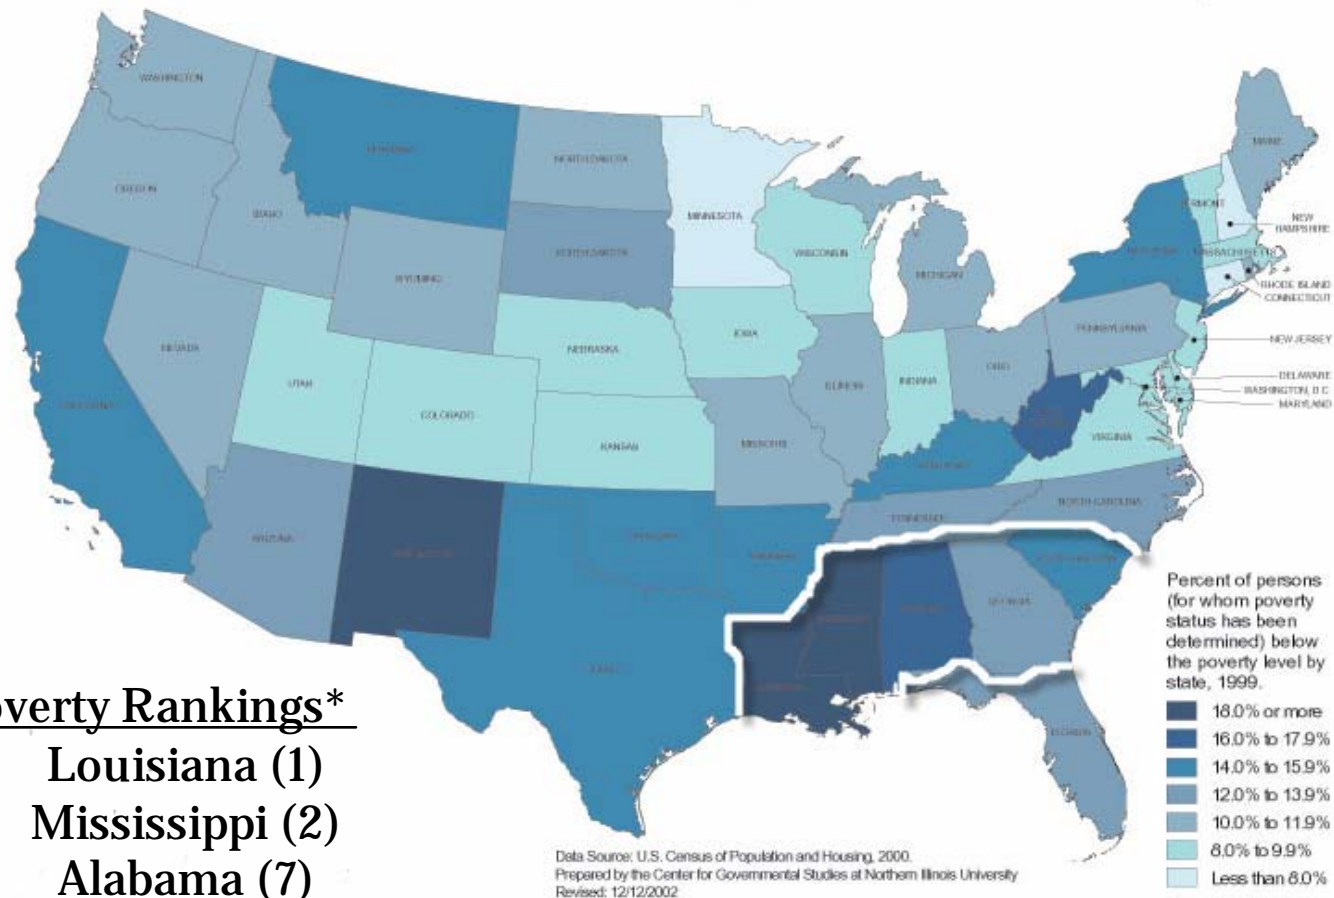 WASHINGTON
OREGON
IDAHO
WYOMING
NEVADA
UTAH
COLORADO
ARIZONA
NORTH DAKOTA
SOUTH DAKOTA
NEBRASKA
KANSAS
MINNESOTA
IOWA
MISSOURI
WISCONSIN
ILLINOIS
MICHIGAN
INDIANA
OHIO
PENNSYLVANIA
VIRGINIA
NORTH CAROLINA
TENNESSEE
GEORGIA
FLORIDA
MAINE
VERMONT
MASSACHUSETTS
NEW
HAMPSHIRE
RHODE ISLAND
CONNECTICUT
NEW JERSEY
DELAWARE
WASHINGTON, D.C.
MARYLAND
Percent of persons
(for whom poverty
status has been
determined) below
the poverty level by
state, 1999.
18.0% or more
16.0% to 17.9%
14.0% to 15.9%
12.0% to 13.9%
10.0% to 11.9%
8.0% to 9.9%
Less than 8.0%
overty Rankings*
Louisiana (1)
Mississippi (2)
Alabama (7)
Data Source: U.S. Census of Population and Housing, 2000.
Prepared by the Center for Governmental Studies at Northern Illinois University
Revised: 12/12/2002